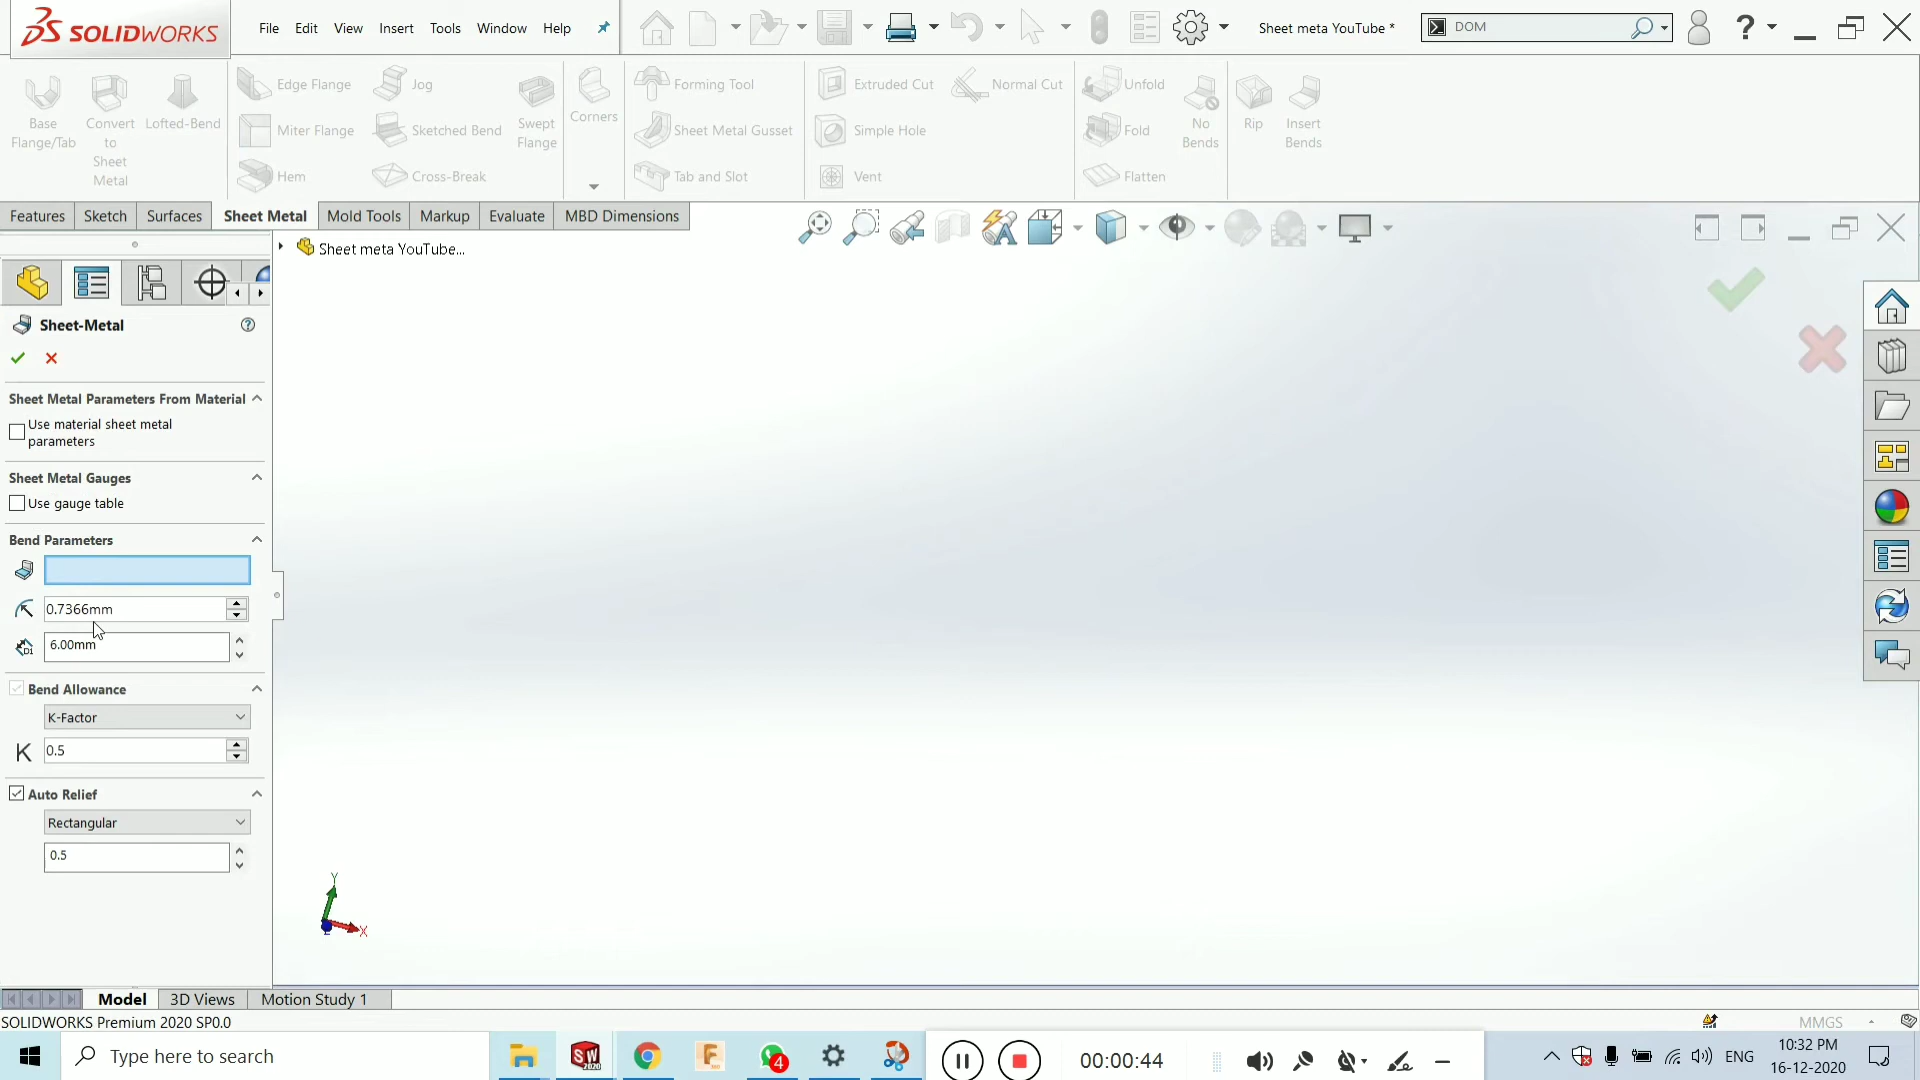 SOLIDWORKS
File Edit View Insert Tools Window Help
Sheet meta YouTube *
DOM
?
Base Flange/Tab
Convert to Sheet Metal
Lofted-Bend
Edge Flange
Miter Flange
Hem
Jog
Sketched Bend
Cross-Break
Swept Flange
Corners
Forming Tool
Sheet Metal Gusset
Tab and Slot
Extruded Cut
Simple Hole
Vent
Normal Cut
Unfold
Fold
Flatten
No Bends
Rip
Insert Bends
Features Sketch Surfaces Sheet Metal Mold Tools Markup Evaluate MBD Dimensions
Sheet meta YouTube...
Sheet-Metal
Sheet Metal Parameters From Material
Use material sheet metal
parameters
Sheet Metal Gauges
Use gauge table
Bend Parameters
0.7366mm
6.00mm
Bend Allowance
K-Factor
K 0.5
Auto Relief
Rectangular
0.5
Y
X
Model 3D Views Motion Study 1
SOLIDWORKS Premium 2020 SP0.0
MMGS
Type here to search
SW
2020
F
4
00:00:44
ENG
10:32 PM
16-12-2020